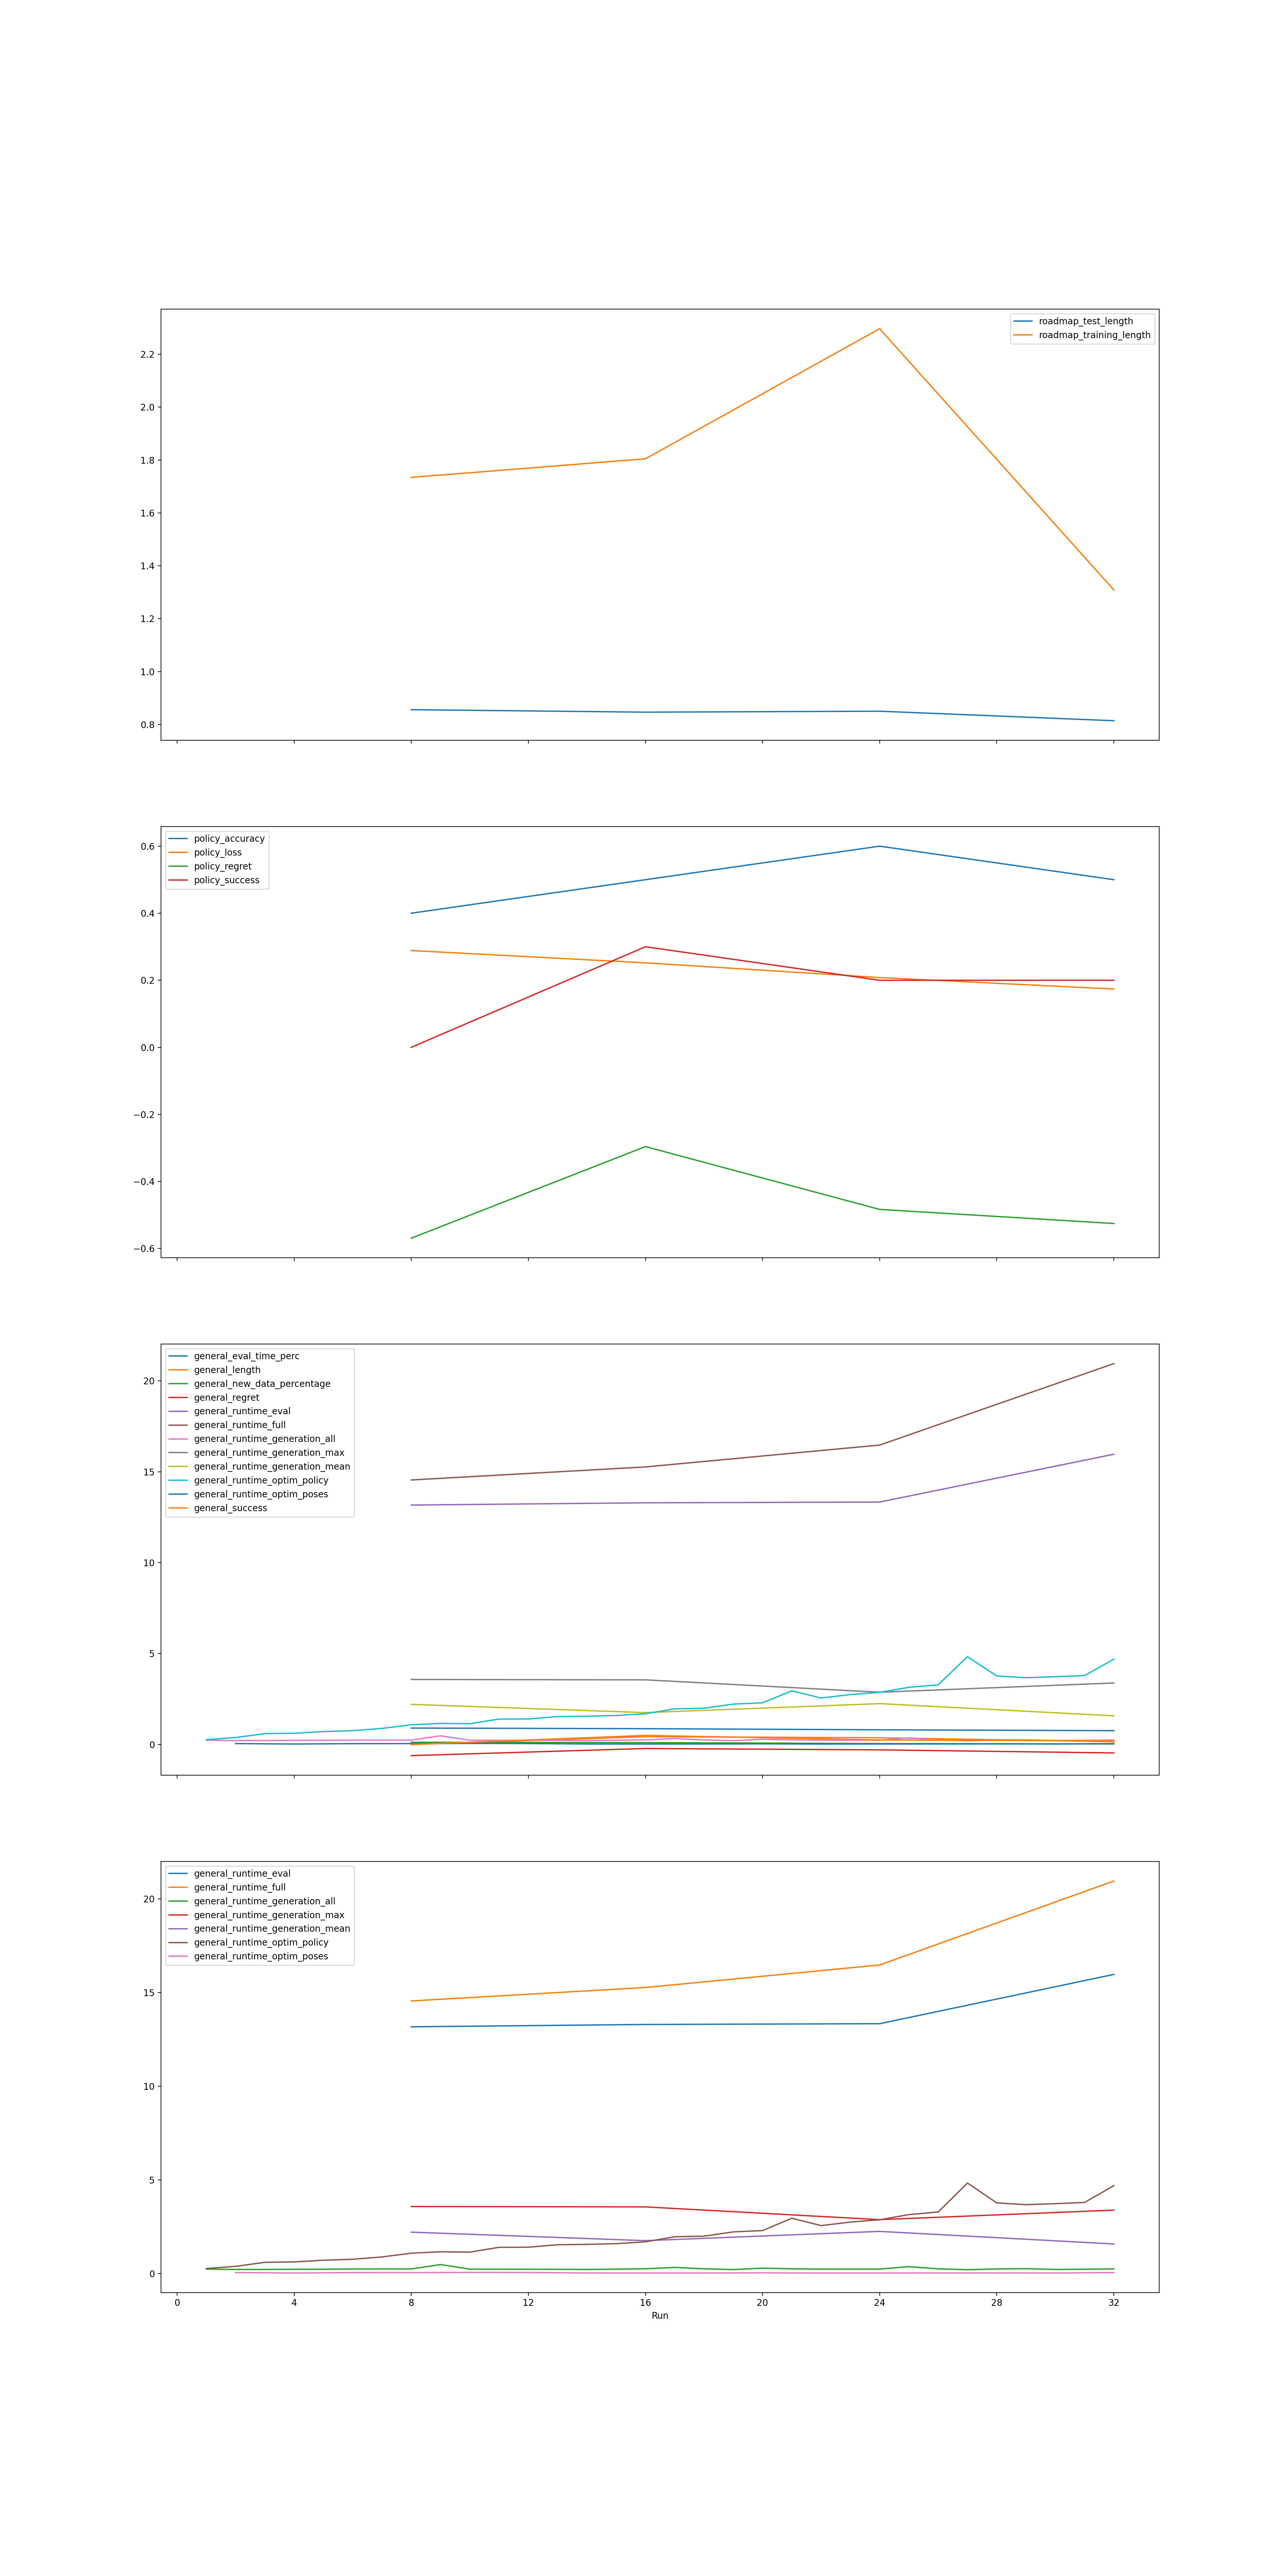 roadmap_test_length
roadmap_training_length
2.2
2.0
1.8
1.6
1.4
1.2
1.0
0.8
policy_accuracy
policy_loss
policy_regret
policy_success
0.6
0.4
0.2
0.0
−0.2
−0.4
−0.6
general_eval_time_perc
general_length
general_new_data_percentage
general_regret
general_runtime_eval
general_runtime_full
general_runtime_generation_all
general_runtime_generation_max
general_runtime_generation_mean
general_runtime_optim_policy
general_runtime_optim_poses
general_success
20
15
10
5
0
general_runtime_eval
general_runtime_full
general_runtime_generation_all
general_runtime_generation_max
general_runtime_generation_mean
general_runtime_optim_policy
general_runtime_optim_poses
20
15
10
5
0
0 4 8 12 16 20 24 28 32
Run